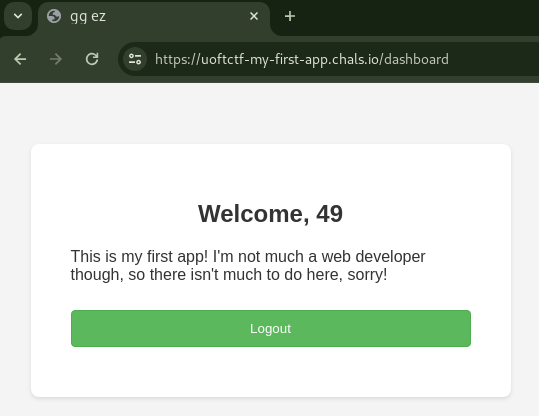 gg ez
https://uoftctf-my-first-app.chals.io/dashboard
Welcome, 49
This is my first app! I'm not much a web developer
though, so there isn't much to do here, sorry!
Logout